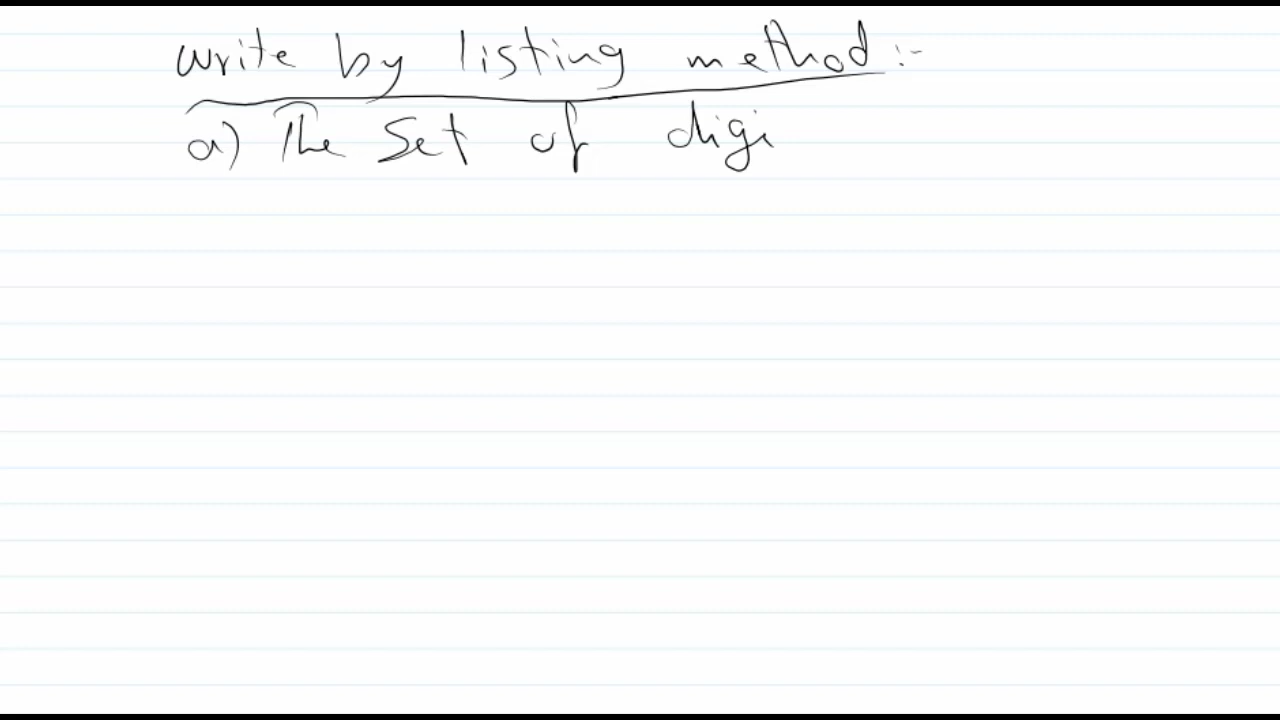 write by listing method :-
a) The Set of digi